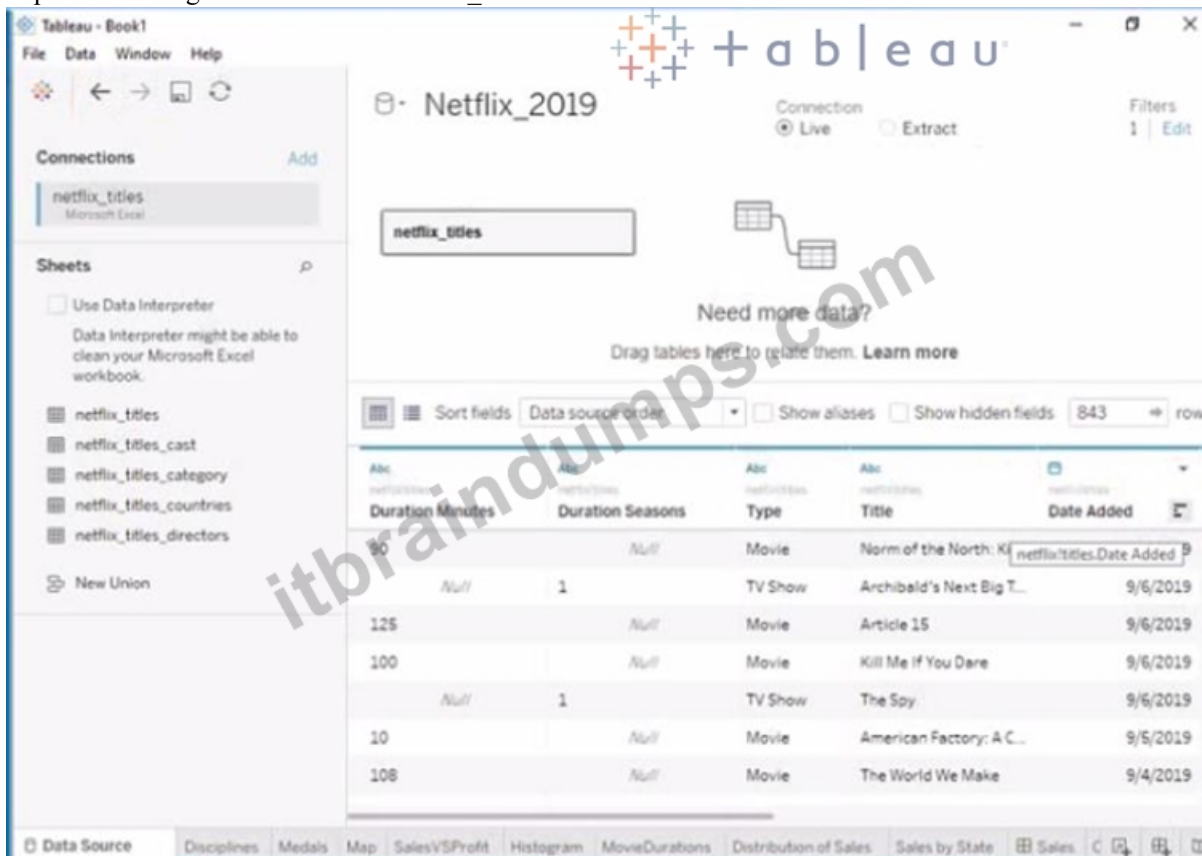 Tableau - Book1
File Data Window Help
+ a b | e a u
Netflix_2019
Connection
Live Extract
Filters
1 | Edit
Connections Add
netflix_titles
Microsoft Excel
Sheets
Use Data Interpreter
Data Interpreter might be able to
clean your Microsoft Excel
workbook.
netflix_titles
netflix_titles_cast
netflix_titles_category
netflix_titles_countries
netflix_titles_directors
New Union
netflix_titles
Need more data?
Drag tables here to relate them. Learn more
Sort fields Data source order Show aliases Show hidden fields 843 row
Abc Abc Abc Abc
Duration Minutes Duration Seasons Type Title Date Added
90 Null Movie Norm of the North: Ki 9
netflix!titles.Date Added
Null 1 TV Show Archibald's Next Big T... 9/6/2019
125 Null Movie Article 15 9/6/2019
100 Null Movie Kill Me If You Dare 9/6/2019
Null 1 TV Show The Spy 9/6/2019
10 Null Movie American Factory: A C... 9/5/2019
108 Null Movie The World We Make 9/4/2019
Data Source Disciplines Medals Map SalesVSProfit Histogram MovieDurations Distribution of Sales Sales by State Sales C
itbraindumps.com